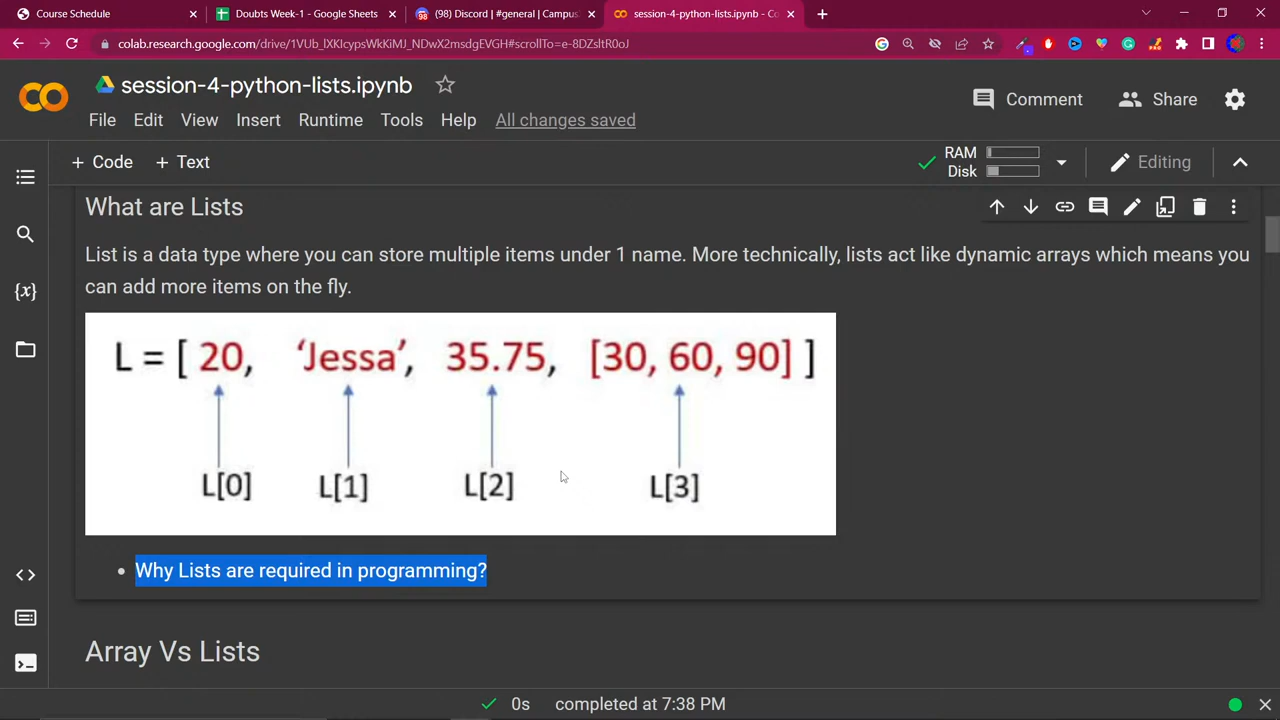 Course Schedule
Doubts Week-1 - Google Sheets
(98) Discord | #general | Campus
session-4-python-lists.ipynb - Co
colab.research.google.com/drive/1VUb_lXKIcypsWkKiMJ_NDwX2msdgEVGH#scrollTo=e-8DZsltR0oJ
session-4-python-lists.ipynb
Comment
Share
File Edit View Insert Runtime Tools Help All changes saved
+ Code + Text
RAM
Disk
Editing
What are Lists
List is a data type where you can store multiple items under 1 name. More technically, lists act like dynamic arrays which means you
can add more items on the fly.
L = [ 20, ‘Jessa’, 35.75, [30, 60, 90] ]
L[0] L[1] L[2] L[3]
• Why Lists are required in programming?
Array Vs Lists
0s completed at 7:38 PM